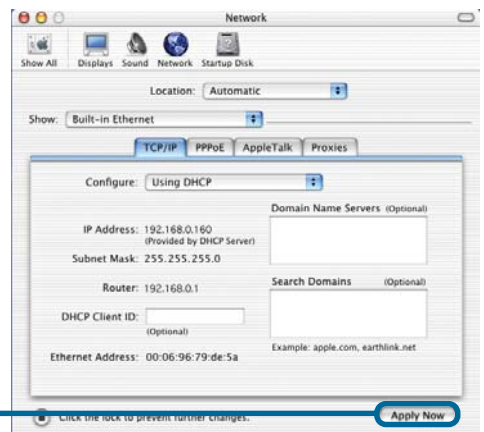 Network
Show All Displays Sound Network Startup Disk
Location: Automatic
Show: Built-in Ethernet
TCP/IP PPPoE AppleTalk Proxies
Configure: Using DHCP
Domain Name Servers (Optional)
IP Address: 192.168.0.160
(Provided by DHCP Server)
Subnet Mask: 255.255.255.0
Router: 192.168.0.1
Search Domains (Optional)
DHCP Client ID:
(Optional)
Example: apple.com, earthlink.net
Ethernet Address: 00:06:96:79:de:5a
Click the lock to prevent further changes.
Apply Now